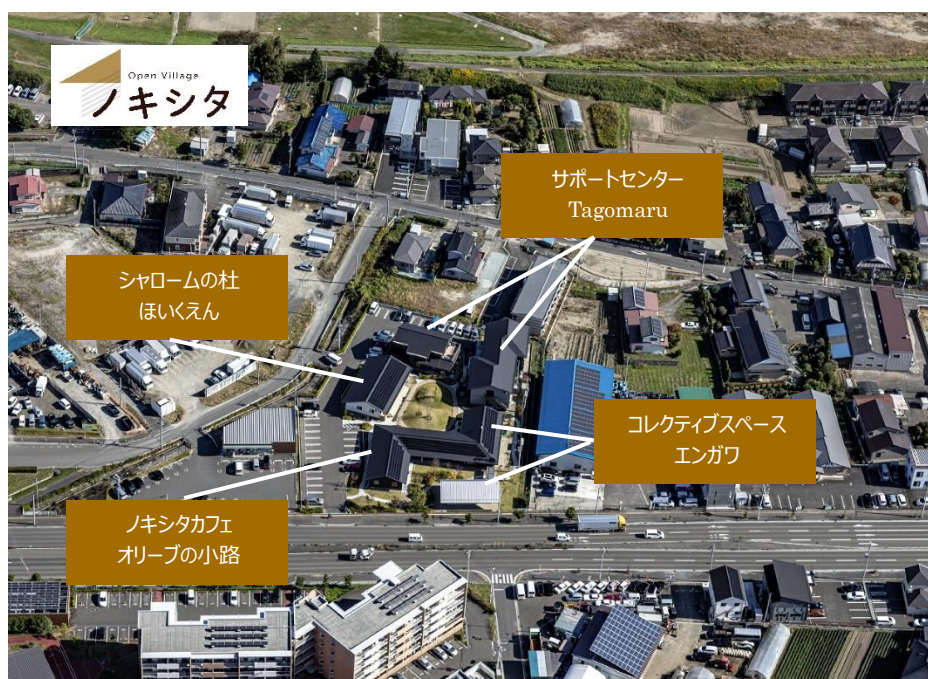 Open Village
ノキシタ
サポートセンター
Tagomaru
シャロームの杜
ほいくえん
コレクティブスペース
エンガワ
ノキシタカフェ
オリーブの小路